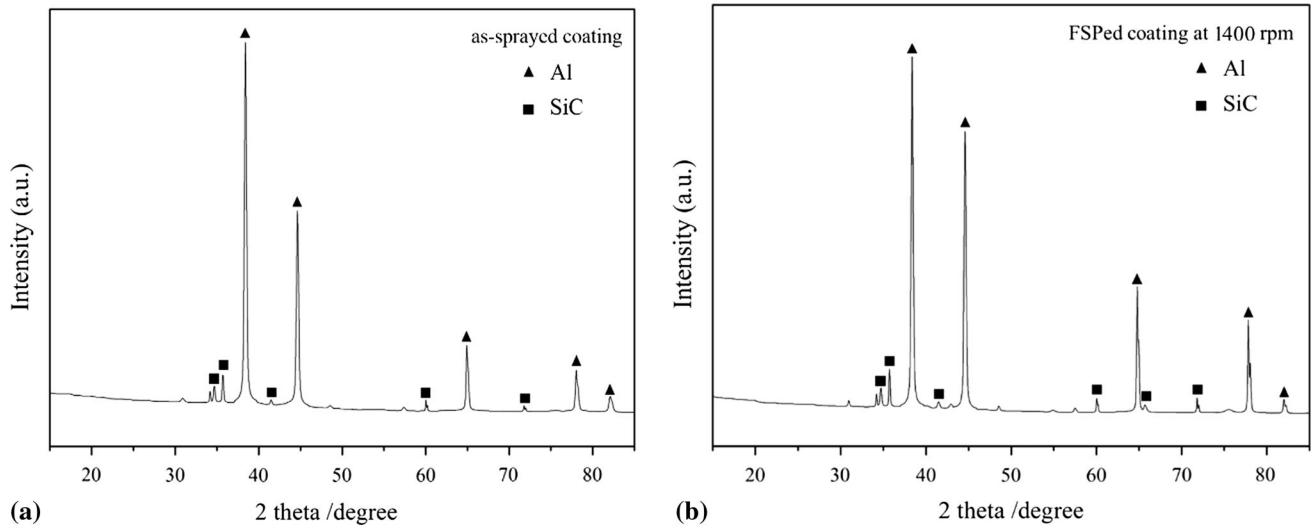 as-sprayed coating
▲ Al
■ SiC
Intensity (a.u.)
20 30 40 50 60 70 80
2 theta /degree
(a)
FSPed coating at 1400 rpm
▲ Al
■ SiC
Intensity (a.u.)
20 30 40 50 60 70 80
2 theta /degree
(b)